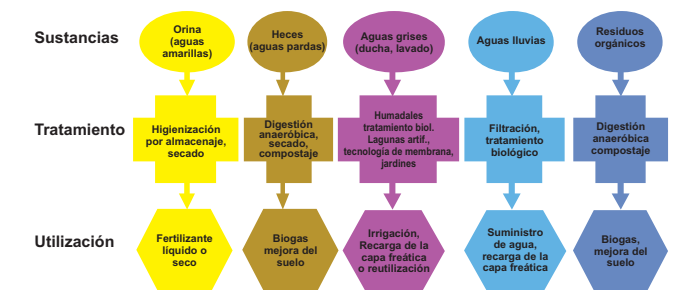 Sustancias
Orina
(aguas
amarillas)
Heces
(aguas pardas)
Aguas grises
(ducha, lavado)
Aguas lluvias
Residuos
orgánicos
Tratamiento
Higienización
por almacenaje,
secado
Digestión
anaeróbica,
secado,
compostaje
Humadales
tratamiento biol.
Lagunas artif.,
tecnología de membrana,
jardines
Filtración,
tratamiento
biológico
Digestión
anaeróbica
compostaje
Utilización
Fertilizante
líquido o
seco
Biogas
mejora del
suelo
Irrigación,
Recarga de la
capa freática
o reutilización
Suministro
de agua,
recarga de la
capa freática
Biogas,
mejora del
suelo